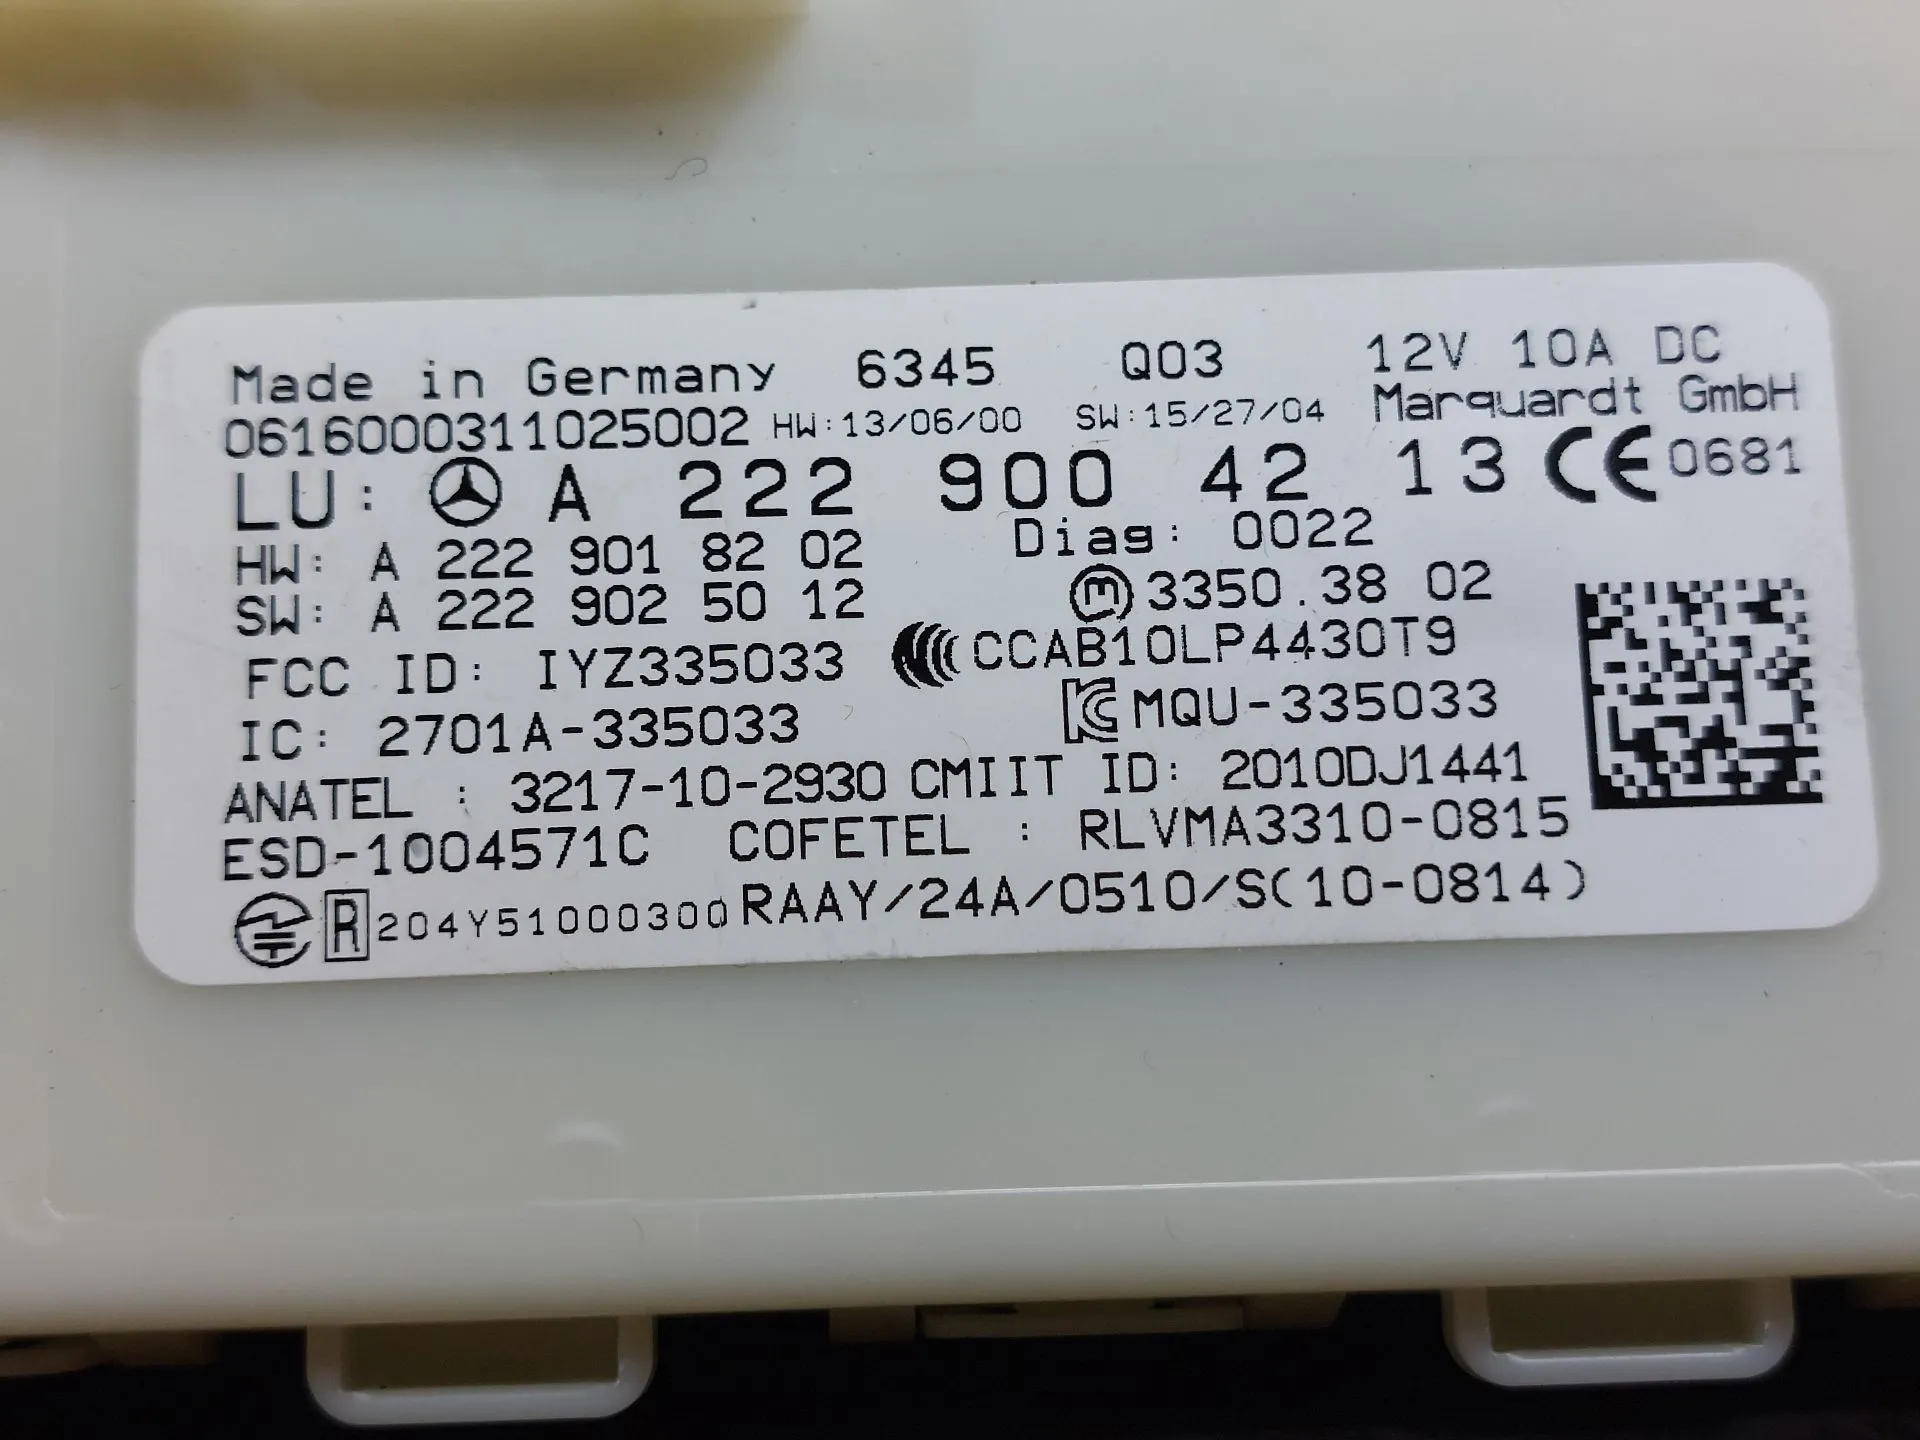 Made in Germany 6345 Q03 12V 10A DC
0616000311025002 HW:13/06/00 SW:15/27/04 Marquardt GmbH
LU: A 222 900 42 13 CE 0681
HW: A 222 901 82 02 Diag: 0022
SW: A 222 902 50 12 m 3350.38 02
FCC ID: IYZ335033 CCAB10LP4430T9
IC: 2701A-335033 MQU-335033
ANATEL : 3217-10-2930 CMIIT ID: 2010DJ1441
ESD-1004571C COFETEL : RLVMA3310-0815
R 204Y51000300 RAAY/24A/0510/S(10-0814)